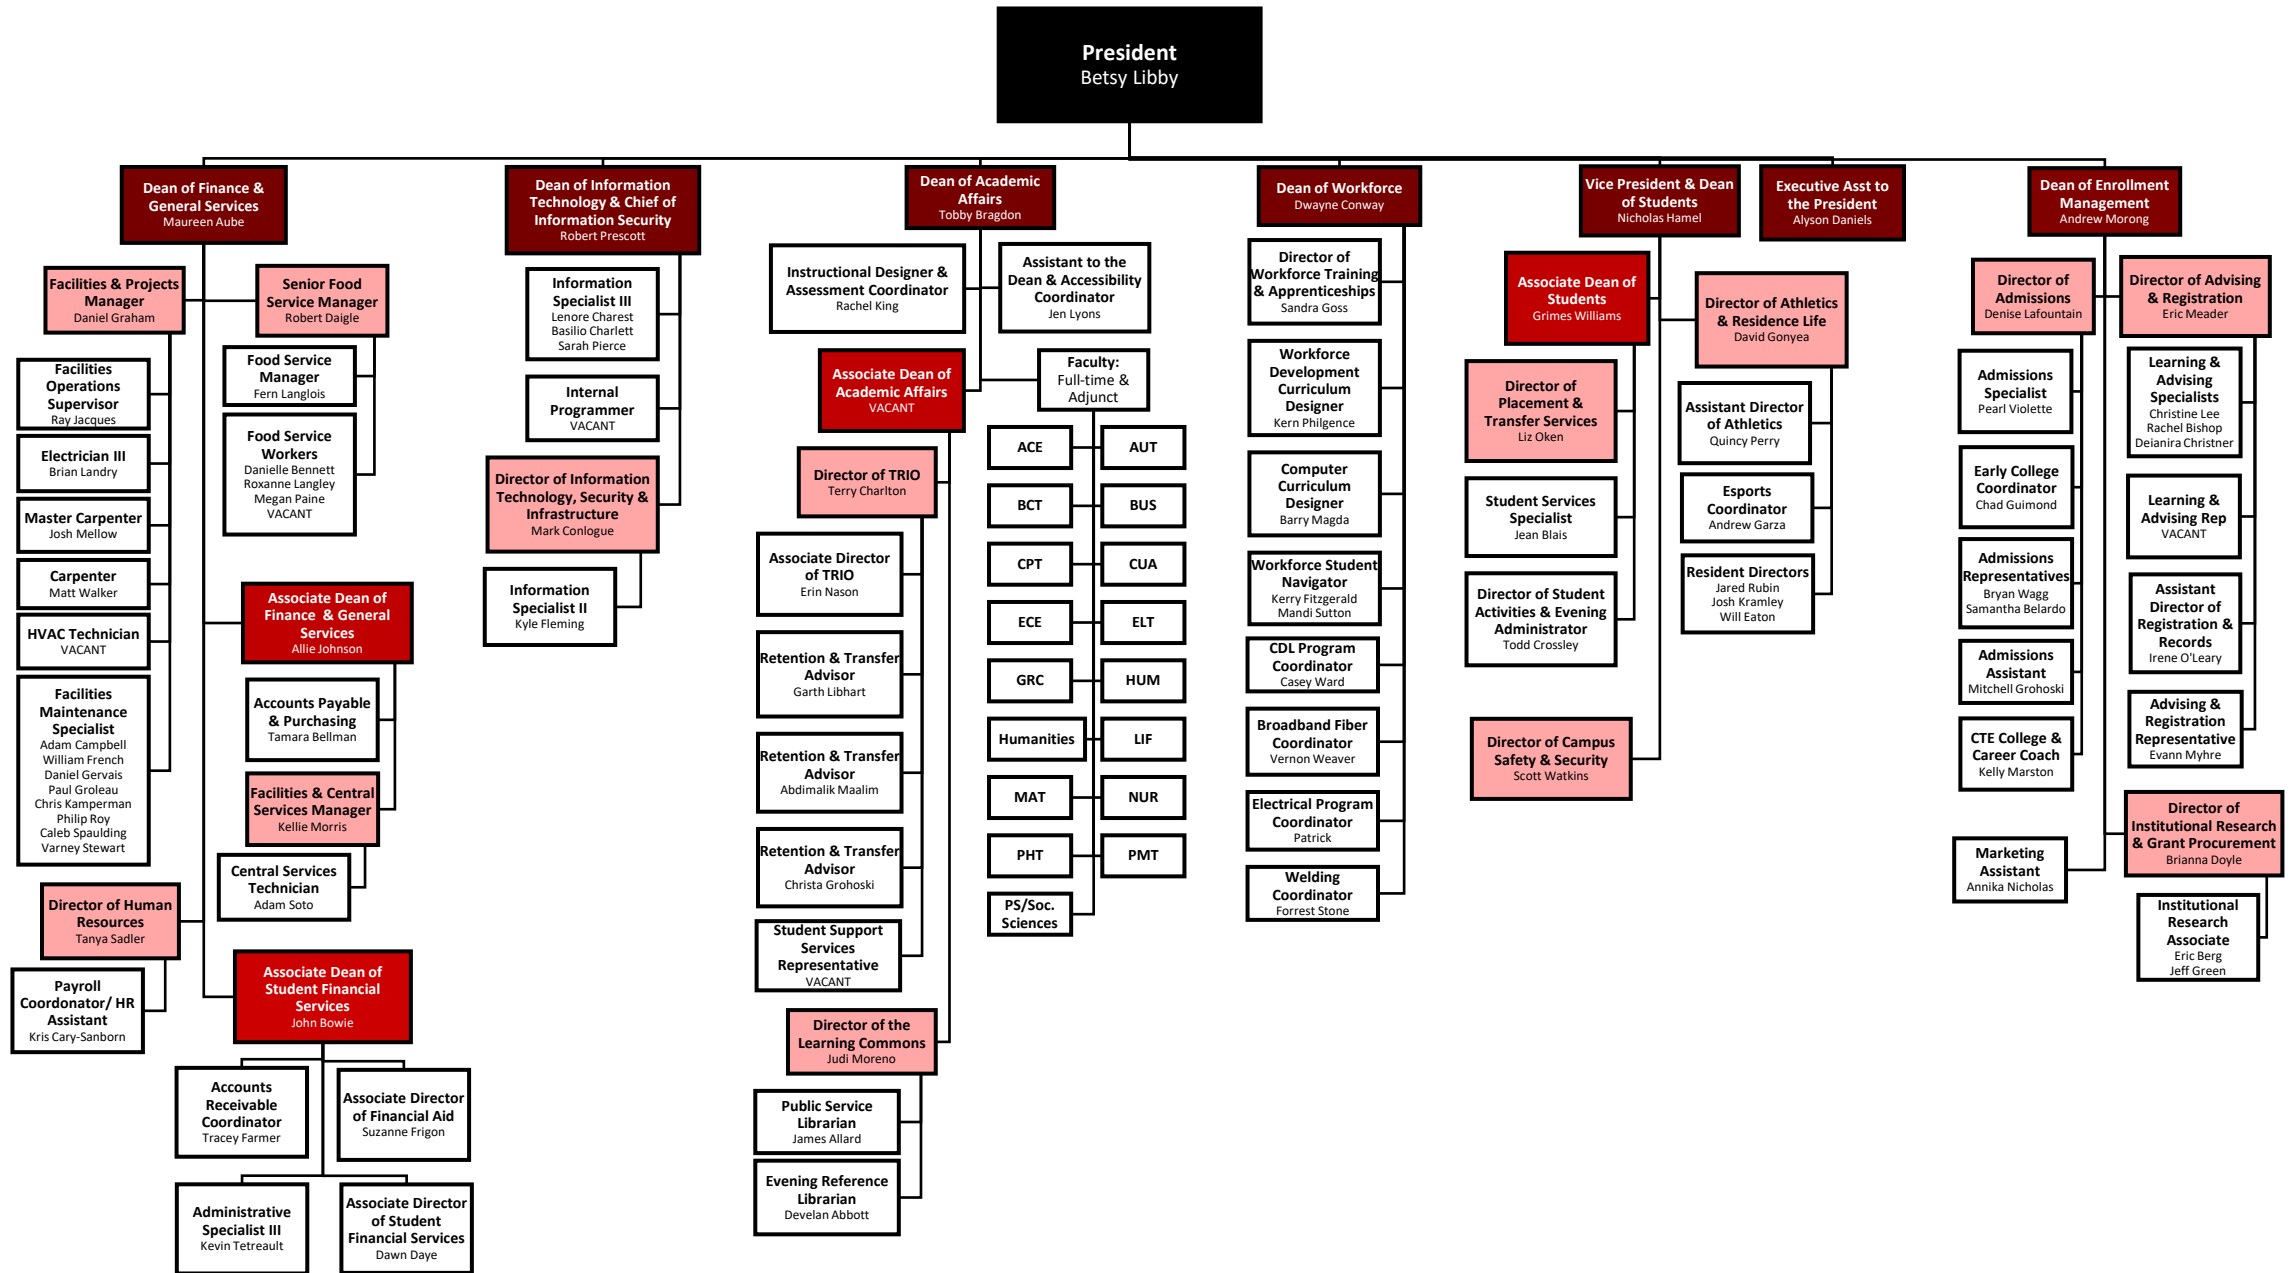 President
Betsy Libby
Dean of Finance &
General Services
Maureen Aube
Facilities & Projects
Manager
Daniel Graham
Senior Food
Service Manager
Robert Daigle
Facilities
Operations
Supervisor
Ray Jacques
Electrician III
Brian Landry
Master Carpenter
Josh Mellow
Carpenter
Matt Walker
HVAC Technician
VACANT
Facilities
Maintenance
Specialist
Adam Campbell
William French
Daniel Gervais
Paul Groleau
Chris Kamperman
Philip Roy
Caleb Spaulding
Varney Stewart
Food Service
Manager
Fern Langlois
Food Service
Workers
Danielle Bennett
Roxanne Langley
Megan Paine
VACANT
Associate Dean of
Finance & General
Services
Allie Johnson
Accounts Payable
& Purchasing
Tamara Bellman
Facilities & Central
Services Manager
Kellie Morris
Central Services
Technician
Adam Soto
Director of Human
Resources
Tanya Sadler
Payroll
Coordonator/ HR
Assistant
Kris Cary-Sanborn
Associate Dean of
Student Financial
Services
John Bowie
Accounts
Receivable
Coordinator
Tracey Farmer
Associate Director
of Financial Aid
Suzanne Frigon
Administrative
Specialist III
Kevin Tetreault
Associate Director
of Student
Financial Services
Dawn Daye
Dean of Information
Technology & Chief of
Information Security
Robert Prescott
Information
Specialist III
Lenore Charest
Basilio Charlett
Sarah Pierce
Internal
Programmer
VACANT
Director of Information
Technology, Security &
Infrastructure
Mark Conlogue
Information
Specialist II
Kyle Fleming
Dean of Academic
Affairs
Tobby Bragdon
Instructional Designer &
Assessment Coordinator
Rachel King
Assistant to the
Dean & Accessibility
Coordinator
Jen Lyons
Associate Dean of
Academic Affairs
VACANT
Faculty:
Full-time &
Adjunct
ACE
AUT
BCT
BUS
CPT
CUA
ECE
ELT
GRC
HUM
Humanities
LIF
MAT
NUR
PHT
PMT
PS/Soc.
Sciences
Director of TRIO
Terry Charlton
Associate Director
of TRIO
Erin Nason
Retention & Transfer
Advisor
Garth Libhart
Retention & Transfer
Advisor
Abdimalik Maalim
Retention & Transfer
Advisor
Christa Grohoski
Student Support
Services
Representative
VACANT
Director of the
Learning Commons
Judi Moreno
Public Service
Librarian
James Allard
Evening Reference
Librarian
Develan Abbott
Dean of Workforce
Dwayne Conway
Director of
Workforce Training
& Apprenticeships
Sandra Goss
Workforce
Development
Curriculum
Designer
Kern Philgence
Computer
Curriculum
Designer
Barry Magda
Workforce Student
Navigator
Kerry Fitzgerald
Mandi Sutton
CDL Program
Coordinator
Casey Ward
Broadband Fiber
Coordinator
Vernon Weaver
Electrical Program
Coordinator
Patrick
Welding
Coordinator
Forrest Stone
Vice President & Dean
of Students
Nicholas Hamel
Associate Dean of
Students
Grimes Williams
Director of Athletics
& Residence Life
David Gonyea
Director of
Placement &
Transfer Services
Liz Oken
Student Services
Specialist
Jean Blais
Director of Student
Activities & Evening
Administrator
Todd Crossley
Director of Campus
Safety & Security
Scott Watkins
Assistant Director
of Athletics
Quincy Perry
Esports
Coordinator
Andrew Garza
Resident Directors
Jared Rubin
Josh Kramley
Will Eaton
Executive Asst to
the President
Alyson Daniels
Dean of Enrollment
Management
Andrew Morong
Director of
Admissions
Denise Lafountain
Director of Advising
& Registration
Eric Meader
Admissions
Specialist
Pearl Violette
Early College
Coordinator
Chad Guimond
Admissions
Representatives
Bryan Wagg
Samantha Belardo
Admissions
Assistant
Mitchell Grohoski
CTE College &
Career Coach
Kelly Marston
Learning &
Advising
Specialists
Christine Lee
Rachel Bishop
Deianira Christner
Learning &
Advising Rep
VACANT
Assistant
Director of
Registration &
Records
Irene O'Leary
Advising &
Registration
Representative
Evann Myhre
Marketing
Assistant
Annika Nicholas
Director of
Institutional Research
& Grant Procurement
Brianna Doyle
Institutional
Research
Associate
Eric Berg
Jeff Green